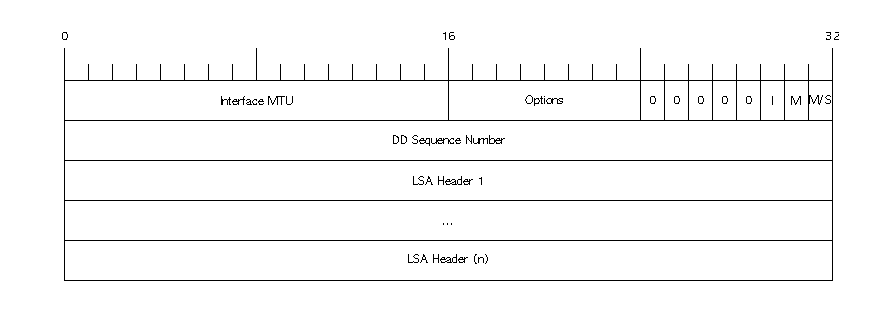 0 16 32
Interface MTU Options 0 0 0 0 0 I M M/S
DD Sequence Number
LSA Header 1
...
LSA Header (n)